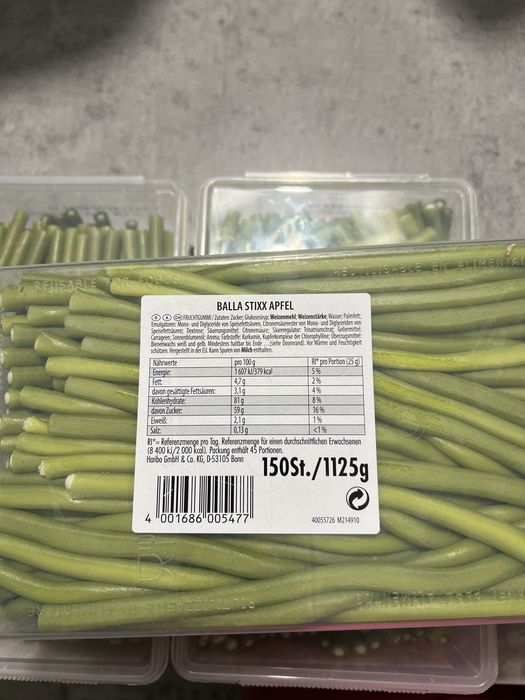 REUSABLE FOR FOOD
BALLA STIXX APFEL
D A CH FRUCHTGUMMI / Zutaten: Zucker; Glukosesirup; Weizenmehl; Weizenstärke; Wasser; Palmfett;
Emulgatoren: Mono- und Diglyceride von Speisefettsäuren, Citronensäureester von Mono- und Diglyceriden von
Speisefettsäuren; Dextrose; Säuerungsmittel: Citronensäure; Säureregulator: Trinatriumcitrat; Geliermittel:
Carrageen; Sonnenblumenöl; Aroma; Farbstoffe: Kurkumin, Kupferkomplexe der Chlorophylline; Überzugsmittel:
Bienenwachs weiß und gelb. Mindestens haltbar bis Ende ... (siehe Dosenrand). Vor Wärme und Feuchtigkeit
schützen. Hergestellt in der EU. Kann Spuren von Milch enthalten.
Nährwerte pro 100 g RI* pro Portion (25 g)
Energie: 1 607 kJ/379 kcal 5 %
Fett: 4,7 g 2 %
davon gesättigte Fettsäuren: 3,1 g 4 %
Kohlenhydrate: 81 g 8 %
davon Zucker: 59 g 16 %
Eiweiß: 2,1 g 1 %
Salz: 0,13 g <1 %
RI*= Referenzmenge pro Tag. Referenzmenge für einen durchschnittlichen Erwachsenen
(8 400 kJ/2 000 kcal). Packung enthält 45 Portionen.
Haribo GmbH & Co. KG, D-53105 Bonn
150St./1125g
4 001686 005477
40055726 M214910